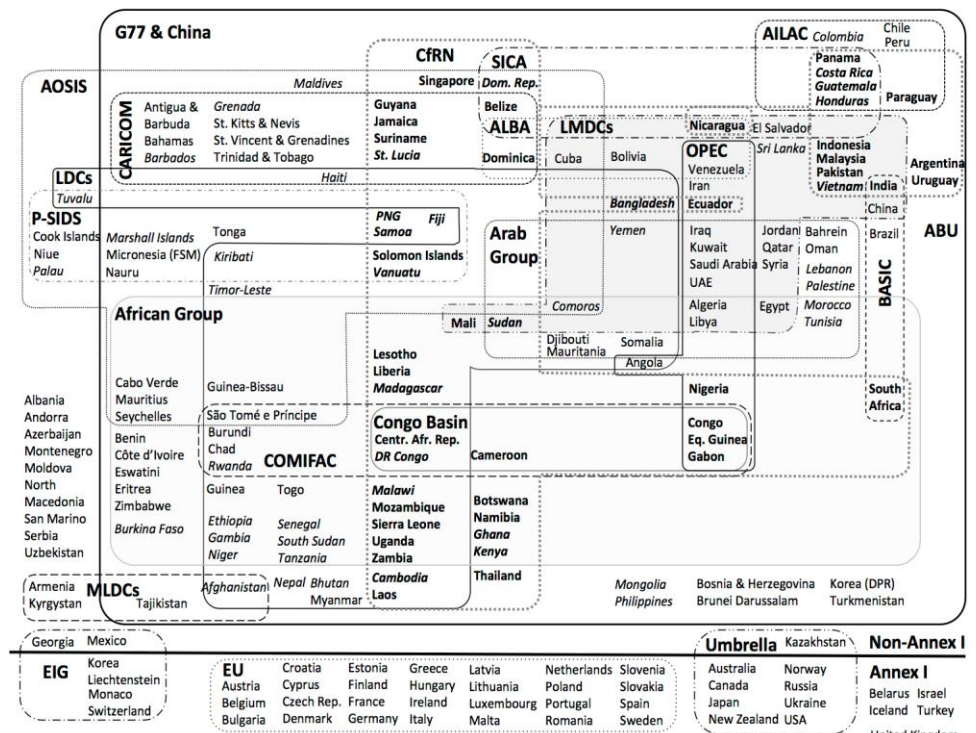 G77 & China
AILAC
Colombia
Chile
Peru
CfRN
SICA
AOSIS
Maldives
Singapore
Dom. Rep.
Panama
Costa Rica
Guatemala
Honduras
Paraguay
CARICOM
Antigua &
Barbuda
Bahamas
Barbados
Grenada
St. Kitts & Nevis
St. Vincent & Grenadines
Trinidad & Tobago
Guyana
Jamaica
Suriname
St. Lucia
Belize
ALBA
Dominica
LMDCs
Cuba
Bolivia
Nicaragua
OPEC
Venezuela
Iran
Ecuador
El Salvador
Sri Lanka
Indonesia
Malaysia
Pakistan
Vietnam
India
China
Brazil
Argentina
Uruguay
ABU
BASIC
Haiti
LDCs
Tuvalu
P-SIDS
Cook Islands
Niue
Palau
Marshall Islands
Micronesia (FSM)
Nauru
Tonga
Kiribati
Timor-Leste
PNG
Samoa
Fiji
Solomon Islands
Vanuatu
Bangladesh
Arab
Group
Yemen
Iraq
Kuwait
Saudi Arabia
UAE
Algeria
Libya
Jordan
Qatar
Syria
Egypt
Bahrein
Oman
Lebanon
Palestine
Morocco
Tunisia
African Group
Mali
Sudan
Comoros
Djibouti
Mauritania
Somalia
Angola
Lesotho
Liberia
Madagascar
Nigeria
South
Africa
Cabo Verde
Mauritius
Seychelles
Guinea-Bissau
São Tomé e Príncipe
Burundi
Chad
Rwanda
COMIFAC
Congo Basin
Centr. Afr. Rep.
DR Congo
Cameroon
Congo
Eq. Guinea
Gabon
Albania
Andorra
Azerbaijan
Montenegro
Moldova
North
Macedonia
San Marino
Serbia
Uzbekistan
Benin
Côte d'Ivoire
Eswatini
Eritrea
Zimbabwe
Burkina Faso
Guinea
Togo
Ethiopia
Gambia
Niger
Senegal
South Sudan
Tanzania
Malawi
Mozambique
Sierra Leone
Uganda
Zambia
Cambodia
Laos
Botswana
Namibia
Ghana
Kenya
Thailand
Armenia
Kyrgystan
MLDCs
Tajikistan
Afghanistan
Nepal
Bhutan
Myanmar
Mongolia
Philippines
Bosnia & Herzegovina
Brunei Darussalam
Korea (DPR)
Turkmenistan
Georgia
Mexico
Umbrella
Kazakhstan
Non-Annex I
EIG
Korea
Liechtenstein
Monaco
Switzerland
EU
Austria
Belgium
Bulgaria
Croatia
Cyprus
Czech Rep.
Denmark
Estonia
Finland
France
Germany
Greece
Hungary
Ireland
Italy
Latvia
Lithuania
Luxembourg
Malta
Netherlands
Poland
Portugal
Romania
Slovenia
Slovakia
Spain
Sweden
Australia
Canada
Japan
New Zealand
Norway
Russia
Ukraine
USA
Annex I
Belarus
Israel
Iceland
Turkey